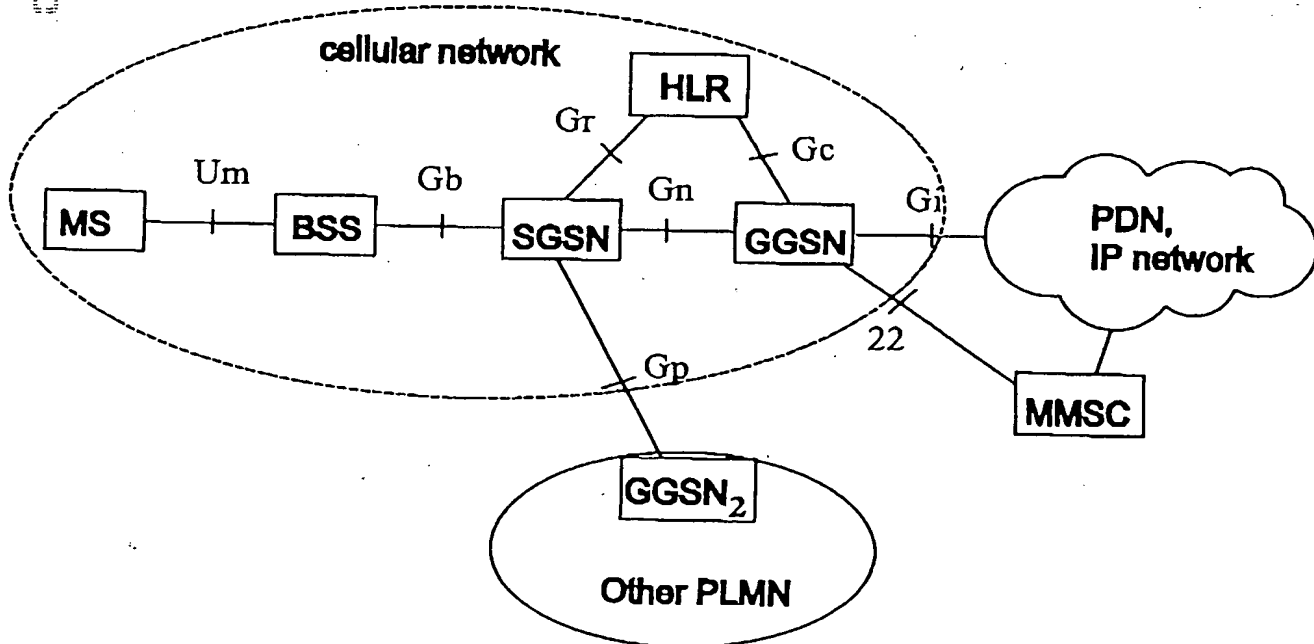 cellular network
HLR
Gr
Gc
Um
Gb
Gn
Gi
MS
BSS
SGSN
GGSN
PDN,
IP network
22
Gp
MMSC
GGSN₂
Other PLMN